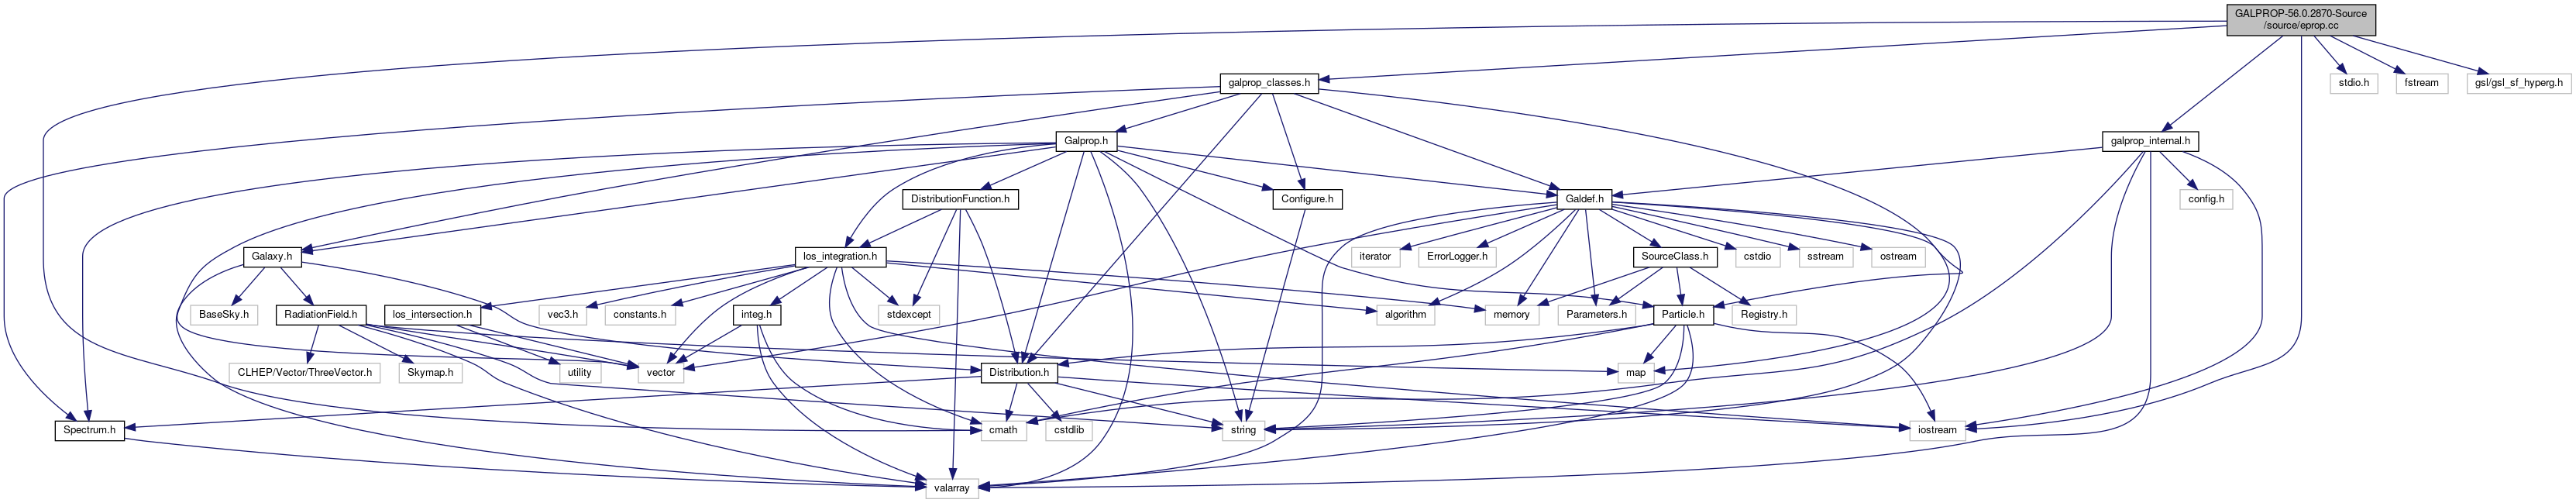 GALPROP-56.0.2870-Source
/source/eprop.cc
galprop_classes.h
stdio.h
fstream
gsl/gsl_sf_hyperg.h
Galprop.h
galprop_internal.h
DistributionFunction.h
Configure.h
Galdef.h
config.h
Galaxy.h
los_integration.h
iterator
ErrorLogger.h
SourceClass.h
cstdio
sstream
ostream
BaseSky.h
RadiationField.h
los_intersection.h
vec3.h
constants.h
integ.h
stdexcept
algorithm
memory
Parameters.h
Particle.h
Registry.h
CLHEP/Vector/ThreeVector.h
Skymap.h
utility
vector
Distribution.h
map
Spectrum.h
cmath
cstdlib
string
iostream
valarray